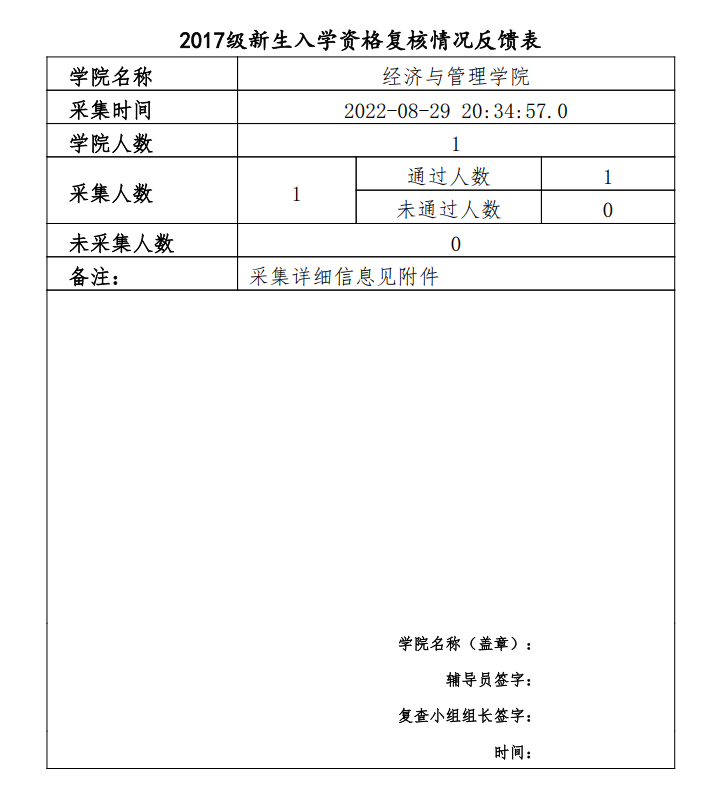 2017级新生入学资格复核情况反馈表
学院名称 经济与管理学院
采集时间 2022-08-29 20:34:57.0
学院人数 1
采集人数 1 通过人数 1
未通过人数 0
未采集人数 0
备注： 采集详细信息见附件
学院名称（盖章）：
辅导员签字：
复查小组组长签字：
时间：